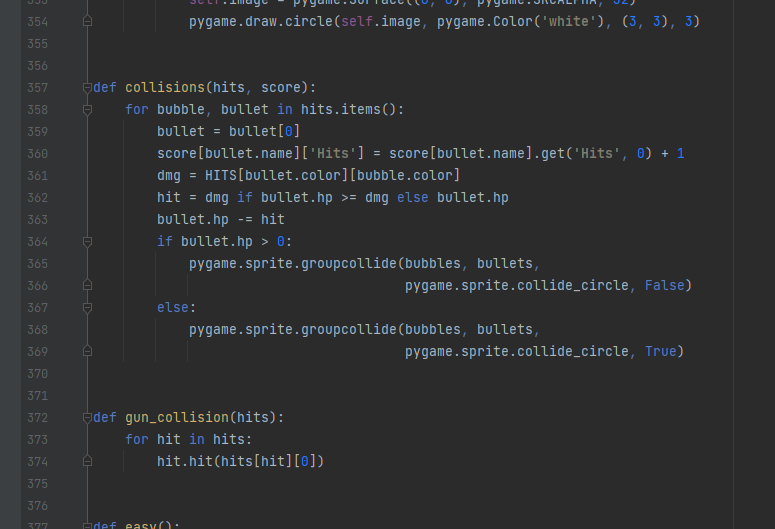 353 self.image = pygame.Surface((6, 6), pygame.SRCALPHA, 32)
354 pygame.draw.circle(self.image, pygame.Color('white'), (3, 3), 3)
355
356
357 def collisions(hits, score):
358 for bubble, bullet in hits.items():
359 bullet = bullet[0]
360 score[bullet.name]['Hits'] = score[bullet.name].get('Hits', 0) + 1
361 dmg = HITS[bullet.color][bubble.color]
362 hit = dmg if bullet.hp >= dmg else bullet.hp
363 bullet.hp -= hit
364 if bullet.hp > 0:
365 pygame.sprite.groupcollide(bubbles, bullets,
366 pygame.sprite.collide_circle, False)
367 else:
368 pygame.sprite.groupcollide(bubbles, bullets,
369 pygame.sprite.collide_circle, True)
370
371
372 def gun_collision(hits):
373 for hit in hits:
374 hit.hit(hits[hit][0])
375
376
377 def easy():